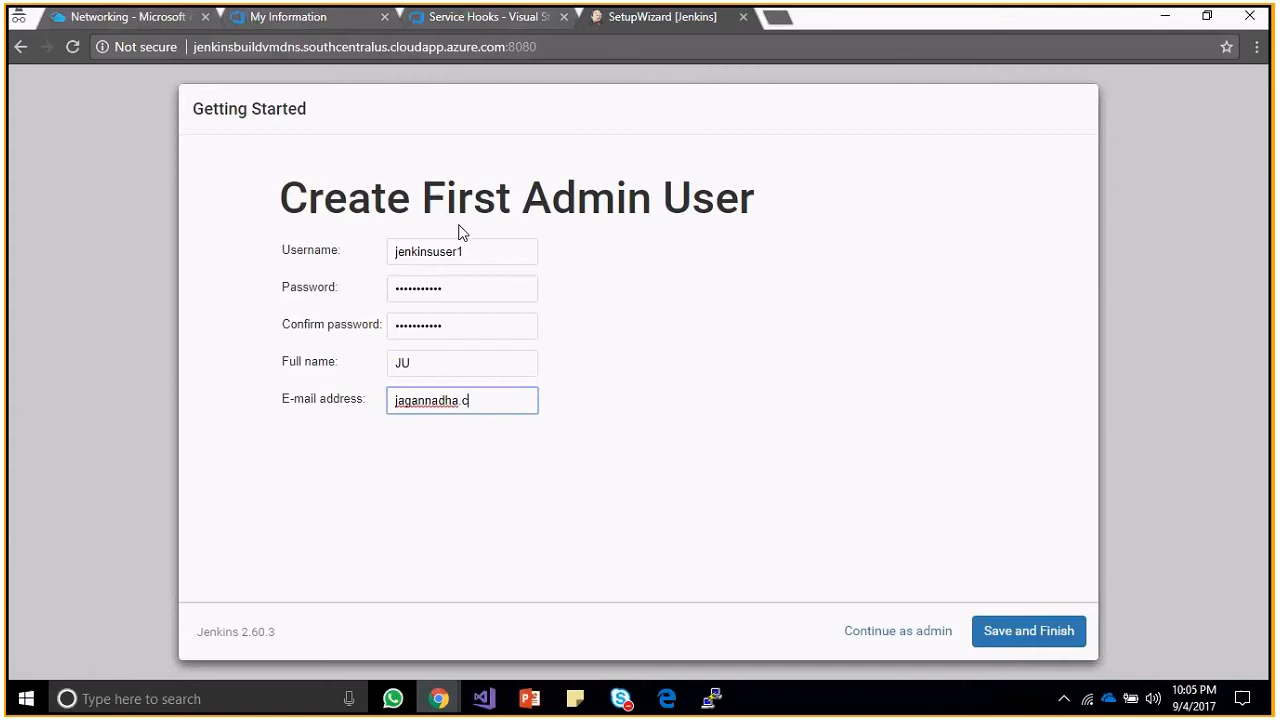 Networking - Microsoft
My Information
Service Hooks - Visual St
SetupWizard [Jenkins]
Not secure
jenkinsbuildvmdns.southcentralus.cloudapp.azure.com:8080
Getting Started
Create First Admin User
Username:
jenkinsuser1
Password:
•••••••••••
Confirm password:
•••••••••••
Full name:
JU
E-mail address:
jagannadha.c
Jenkins 2.60.3
Continue as admin
Save and Finish
Type here to search
10:05 PM
9/4/2017